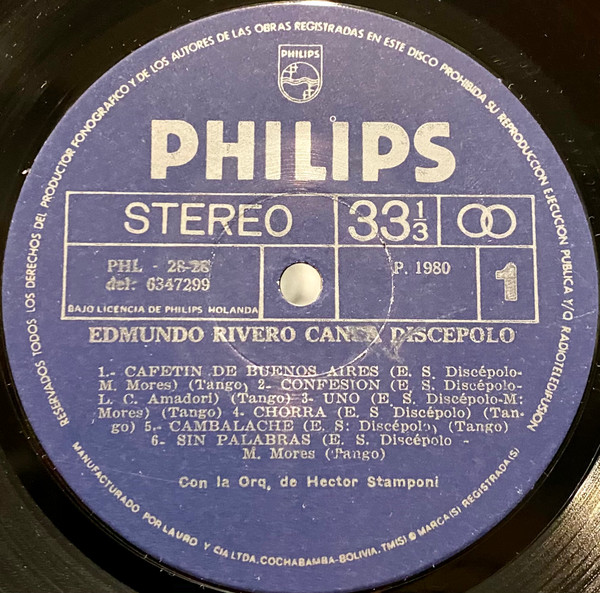 RESERVADOS TODOS LOS DERECHOS DEL PRODUCTOR FONOGRAFICO Y DE LOS AUTORES DE LAS OBRAS REGISTRADAS EN ESTE DISCO PROHIBIDA SU REPRODUCCION EJECUCION PUBLICA Y/O RADIOTELEDIFUSION
PHILIPS
PHILIPS
STEREO
33 1/3
PHL - 28-28
del: 6347299
P. 1980
1
BAJO LICENCIA DE PHILIPS HOLANDA
EDMUNDO RIVERO CANTA DISCEPOLO
1.- CAFETIN DE BUENOS AIRES (E. S. Discépolo-
M. Mores) (Tango) 2- CONFESION (E. S. Discépolo-
L. C. Amadori) (Tango) 3- UNO (E. S. Discépolo-M:
Mores) (Tango) 4- CHORRA (E. S Discépolo) (Tan-
go) 5.- CAMBALACHE (E. S: Discépolo) (Tango)
6- SIN PALABRAS (E. S. Discépolo -
M. Mores (Tango)
Con la Orq. de Hector Stamponi
MANUFACTURADO POR LAURO Y CIA LTDA. COCHABAMBA-BOLIVIA. TM(S) ® MARCA(S) REGISTRADA(S)